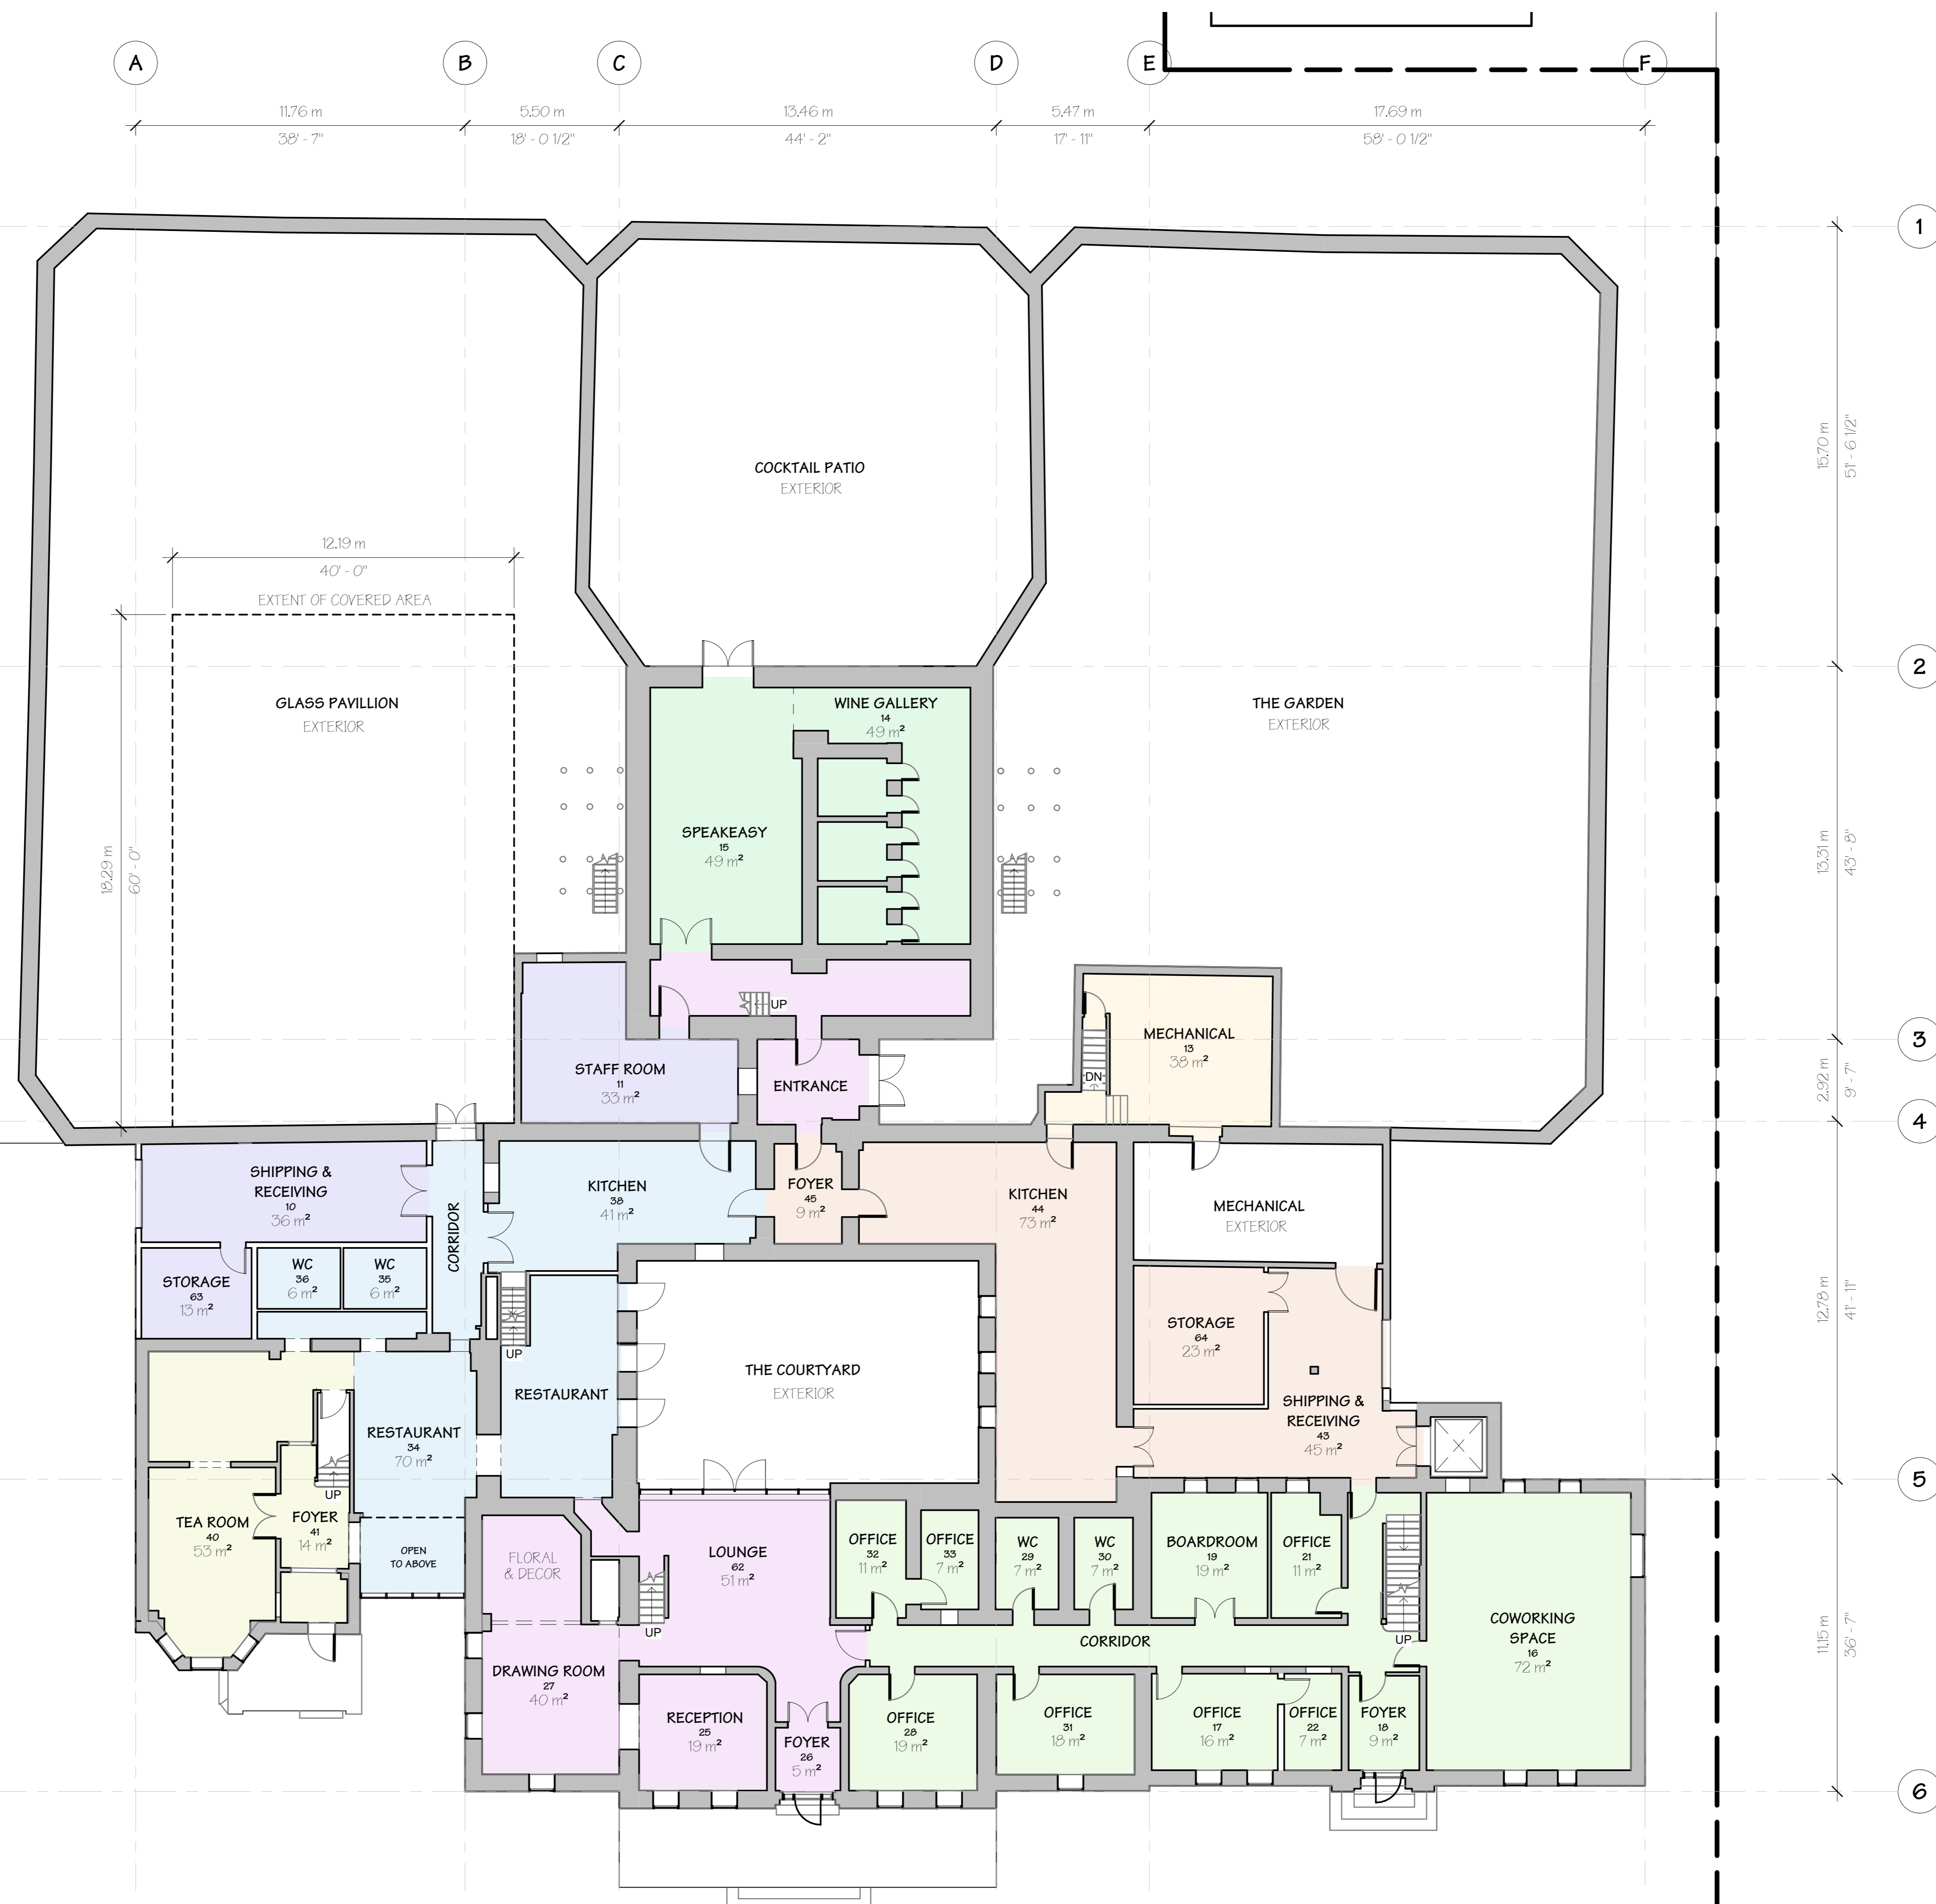 A
B
C
D
E
F
11.76 m
38' - 7"
5.50 m
18' - 0 1/2"
13.46 m
44' - 2"
5.47 m
17' - 11"
17.69 m
58' - 0 1/2"
1
15.70 m
51' - 6 1/2"
COCKTAIL PATIO
EXTERIOR
12.19 m
40' - 0"
EXTENT OF COVERED AREA
2
GLASS PAVILLION
EXTERIOR
WINE GALLERY
14
49 m²
THE GARDEN
EXTERIOR
SPEAKEASY
15
49 m²
18.29 m
60' - 0"
13.31 m
43' - 8"
UP
MECHANICAL
13
38 m²
DN
3
STAFF ROOM
11
33 m²
ENTRANCE
2.92 m
9' - 7"
4
SHIPPING &
RECEIVING
10
36 m²
CORRIDOR
KITCHEN
38
41 m²
FOYER
45
9 m²
KITCHEN
44
73 m²
MECHANICAL
EXTERIOR
STORAGE
63
13 m²
WC
36
6 m²
WC
35
6 m²
UP
RESTAURANT
THE COURTYARD
EXTERIOR
STORAGE
64
23 m²
12.78 m
41' - 11"
SHIPPING &
RECEIVING
43
45 m²
RESTAURANT
34
70 m²
5
UP
TEA ROOM
40
53 m²
FOYER
41
14 m²
OPEN
TO ABOVE
FLORAL
& DECOR
LOUNGE
62
51 m²
OFFICE
32
11 m²
OFFICE
33
7 m²
WC
29
7 m²
WC
30
7 m²
BOARDROOM
19
19 m²
OFFICE
21
11 m²
COWORKING
SPACE
16
72 m²
UP
CORRIDOR
UP
11.15 m
36' - 7"
DRAWING ROOM
27
40 m²
RECEPTION
25
19 m²
FOYER
26
5 m²
OFFICE
28
19 m²
OFFICE
31
18 m²
OFFICE
17
16 m²
OFFICE
22
7 m²
FOYER
18
9 m²
6